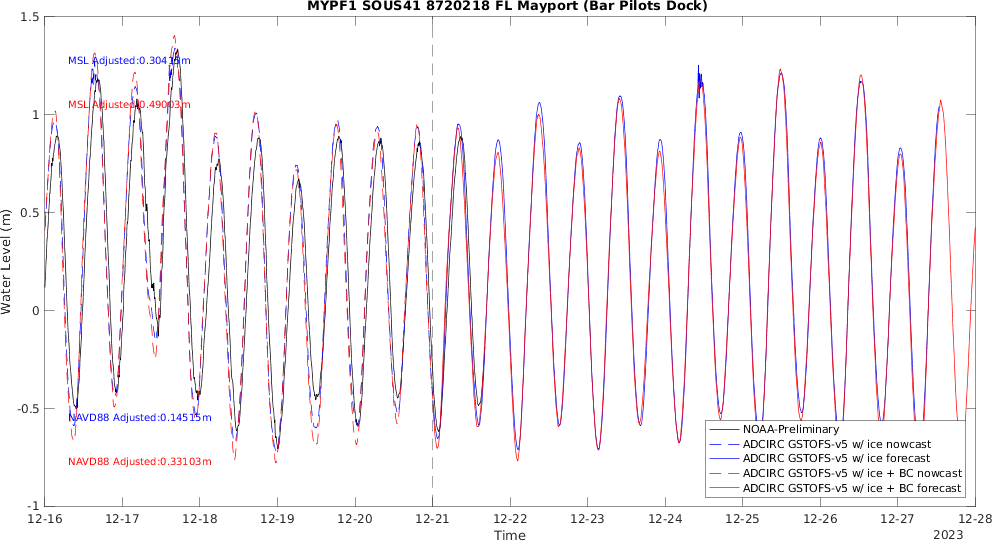 MYPF1 SOUS41 8720218 FL Mayport (Bar Pilots Dock)
1.5
1
0.5
0
-0.5
-1
Water Level (m)
MSL Adjusted:0.30415m
MSL Adjusted:0.49003m
NAVD88 Adjusted:0.14515m
NAVD88 Adjusted:0.33103m
NOAA-Preliminary
ADCIRC GSTOFS-v5 w/ ice nowcast
ADCIRC GSTOFS-v5 w/ ice forecast
ADCIRC GSTOFS-v5 w/ ice + BC nowcast
ADCIRC GSTOFS-v5 w/ ice + BC forecast
12-16 12-17 12-18 12-19 12-20 12-21 12-22 12-23 12-24 12-25 12-26 12-27 12-28
Time
2023